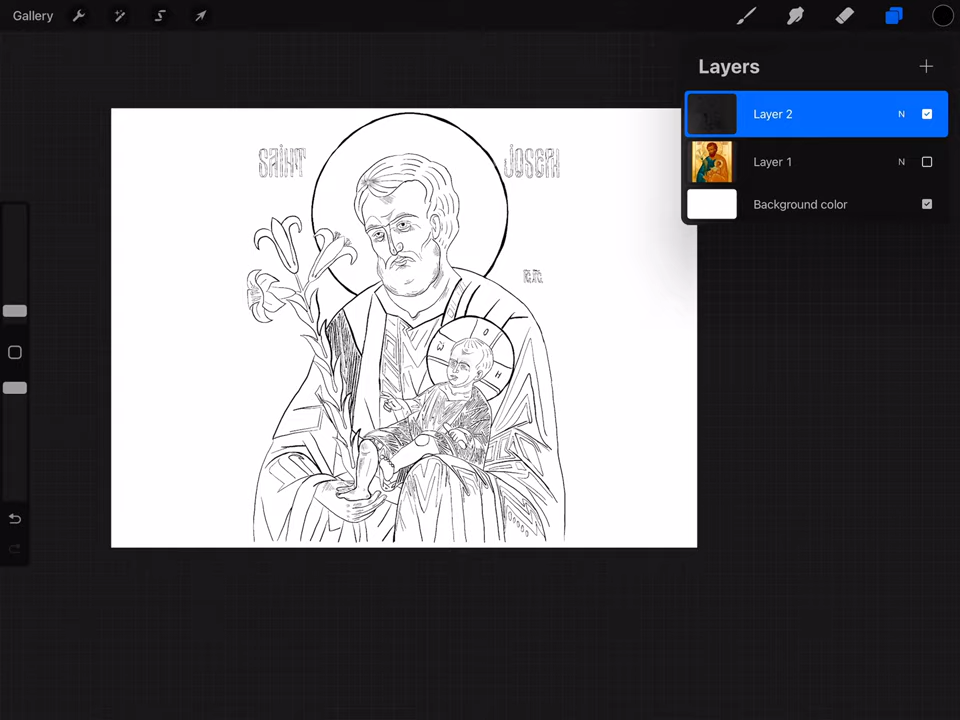 Gallery
Layers
Layer 2 N
Layer 1 N
Background color
SAINT JOSEPH
Ѡ О Н